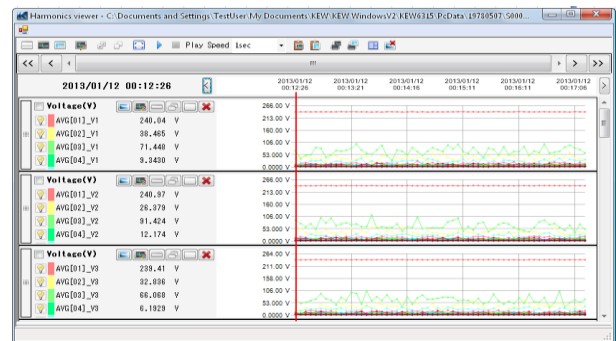 Harmonics viewer - C:\Documents and Settings\TestUser\My Documents\KEW\KEW WindowsV2\KEW6315\PcData\19780507\S000...
Play Speed 1sec
<< < > >>
2013/01/12 00:12:26 <
2013/01/12 2013/01/12 2013/01/12 2013/01/12 2013/01/12 2013/01/12 >
00:12:26 00:13:21 00:14:16 00:15:11 00:16:11 00:17:06
Voltage(V)
AVG[01]_V1 240.04 V
AVG[02]_V1 38.465 V
AVG[03]_V1 71.440 V
AVG[04]_V1 9.3430 V
266.00 V
213.00 V
160.00 V
106.00 V
53.000 V
0.0000 V
Voltage(V)
AVG[01]_V2 240.97 V
AVG[02]_V2 26.379 V
AVG[03]_V2 91.424 V
AVG[04]_V2 12.174 V
266.00 V
213.00 V
160.00 V
106.00 V
53.000 V
0.0000 V
Voltage(V)
AVG[01]_V3 239.41 V
AVG[02]_V3 32.836 V
AVG[03]_V3 66.068 V
AVG[04]_V3 6.1929 V
264.00 V
211.00 V
158.00 V
106.00 V
53.000 V
0.0000 V